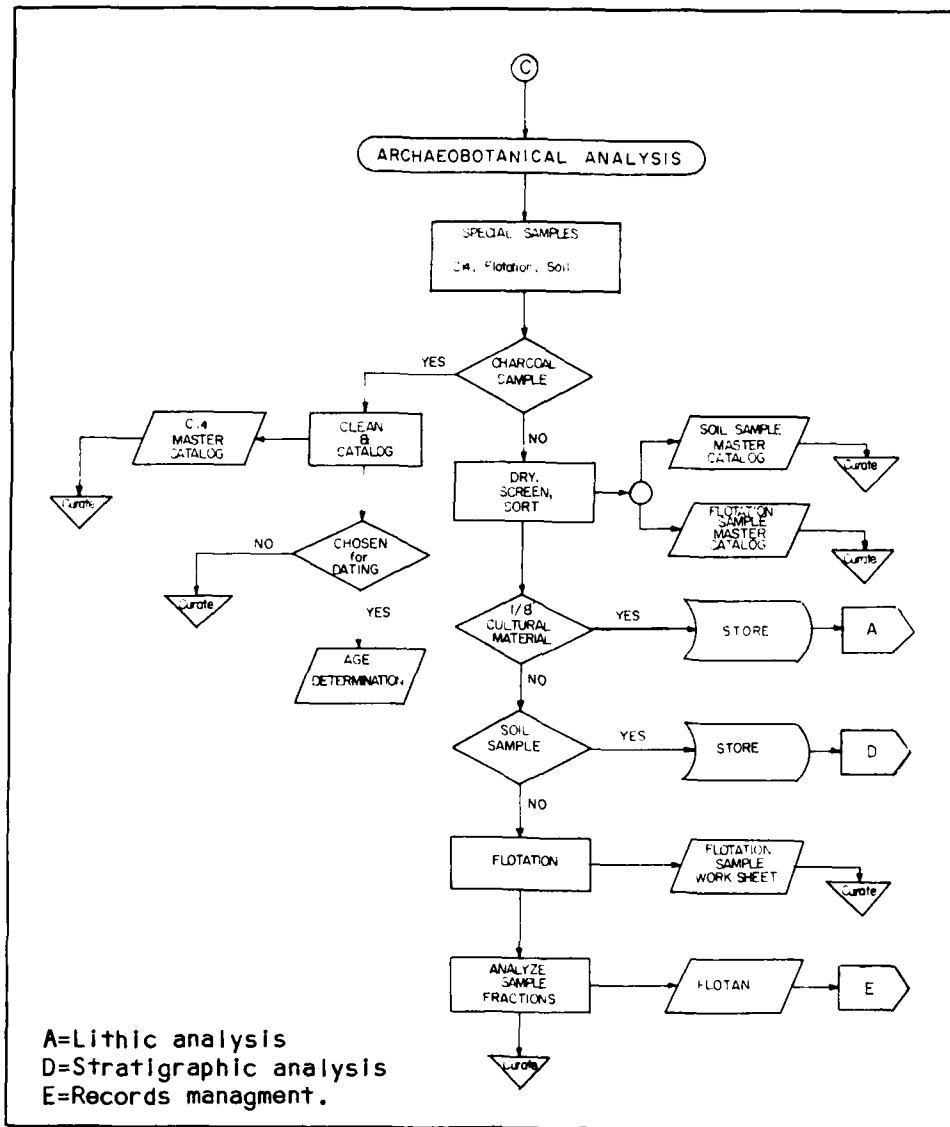 C
ARCHAEOBOTANICAL ANALYSIS
SPECIAL SAMPLES
C14, Flotation, Soil
CHARCOAL
SAMPLE
YES
NO
CLEAN
&
CATALOG
C14
MASTER
CATALOG
Curate
CHOSEN
for
DATING
NO
Curate
YES
AGE
DETERMINATION
DRY,
SCREEN,
SORT
SOIL SAMPLE
MASTER
CATALOG
Curate
FLOTATION
SAMPLE
MASTER
CATALOG
Curate
1/8"
CULTURAL
MATERIAL
YES
STORE
A
NO
SOIL
SAMPLE
YES
STORE
D
NO
FLOTATION
FLOTATION
SAMPLE
WORK SHEET
Curate
ANALYZE
SAMPLE
FRACTIONS
FLOTAN
E
Curate
A=Lithic analysis
D=Stratigraphic analysis
E=Records managment.